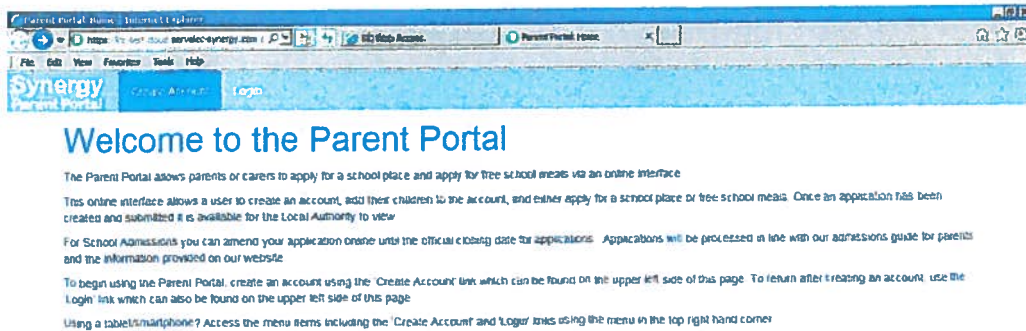 Parent Portal Home - Internet Explorer
https servelec-synergy.com
Parent Portal Home
File Edit View Favorites Tools Help
Synergy Create Account Login
Parent Portal
Welcome to the Parent Portal
The Parent Portal allows parents or carers to apply for a school place and apply for free school meals via an online interface
This online interface allows a user to create an account, add their children to the account, and either apply for a school place or free school meals. Once an application has been
created and submitted it is available for the Local Authority to view
For School Admissions you can amend your application online until the official closing date for applications. Applications will be processed in line with our admissions guide for parents
and the information provided on our website
To begin using the Parent Portal, create an account using the 'Create Account' link which can be found on the upper left side of this page. To return after creating an account, use the
'Login' link which can also be found on the upper left side of this page
Using a tablet/smartphone? Access the menu items including the 'Create Account' and 'Login' links using the menu in the top right hand corner